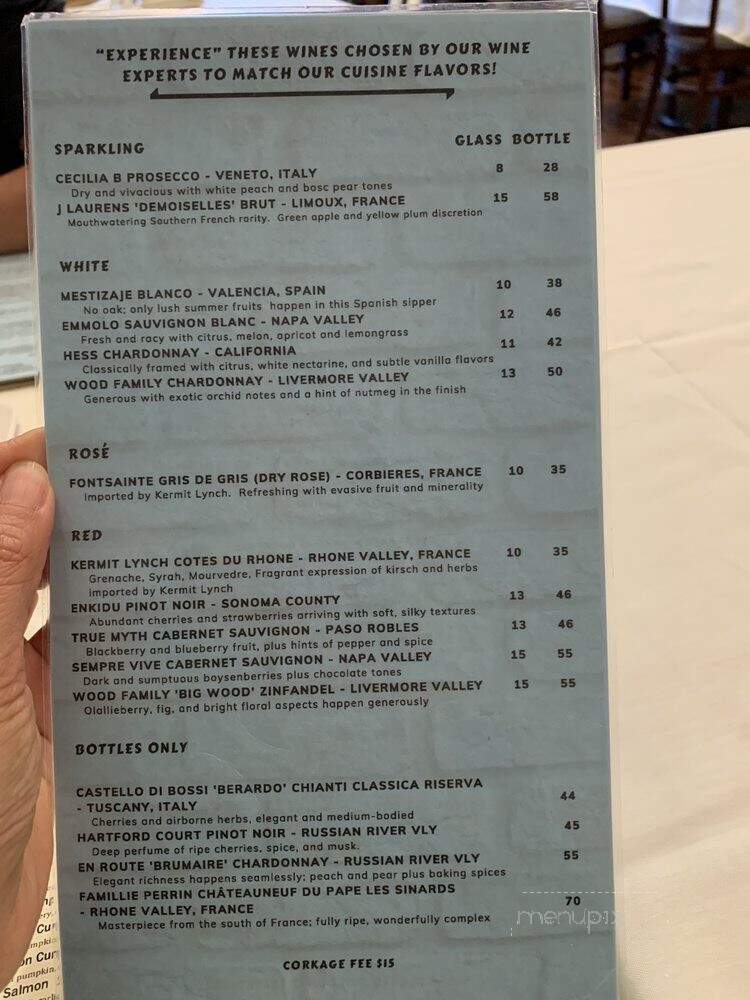 “EXPERIENCE” THESE WINES CHOSEN BY OUR WINE
EXPERTS TO MATCH OUR CUISINE FLAVORS!
GLASS BOTTLE
SPARKLING
CECILIA B PROSECCO - VENETO, ITALY 8 28
Dry and vivacious with white peach and bosc pear tones
J LAURENS 'DEMOISELLES' BRUT - LIMOUX, FRANCE 15 58
Mouthwatering Southern French rarity. Green apple and yellow plum discretion
WHITE
MESTIZAJE BLANCO - VALENCIA, SPAIN 10 38
No oak; only lush summer fruits happen in this Spanish sipper
EMMOLO SAUVIGNON BLANC - NAPA VALLEY 12 46
Fresh and racy with citrus, melon, apricot and lemongrass
HESS CHARDONNAY - CALIFORNIA 11 42
Classically framed with citrus, white nectarine, and subtle vanilla flavors
WOOD FAMILY CHARDONNAY - LIVERMORE VALLEY 13 50
Generous with exotic orchid notes and a hint of nutmeg in the finish
ROSÉ
FONTSAINTE GRIS DE GRIS (DRY ROSE) - CORBIERES, FRANCE 10 35
Imported by Kermit Lynch. Refreshing with evasive fruit and minerality
RED
KERMIT LYNCH COTES DU RHONE - RHONE VALLEY, FRANCE 10 35
Grenache, Syrah, Mourvedre, Fragrant expression of kirsch and herbs
imported by Kermit Lynch
ENKIDU PINOT NOIR - SONOMA COUNTY 13 46
Abundant cherries and strawberries arriving with soft, silky textures
TRUE MYTH CABERNET SAUVIGNON - PASO ROBLES 13 46
Blackberry and blueberry fruit, plus hints of pepper and spice
SEMPRE VIVE CABERNET SAUVIGNON - NAPA VALLEY 15 55
Dark and sumptuous boysenberries plus chocolate tones
WOOD FAMILY 'BIG WOOD' ZINFANDEL - LIVERMORE VALLEY 15 55
Olallieberry, fig, and bright floral aspects happen generously
BOTTLES ONLY
CASTELLO DI BOSSI 'BERARDO' CHIANTI CLASSICA RISERVA
- TUSCANY, ITALY 44
Cherries and airborne herbs, elegant and medium-bodied
HARTFORD COURT PINOT NOIR - RUSSIAN RIVER VLY 45
Deep perfume of ripe cherries, spice, and musk.
EN ROUTE 'BRUMAIRE' CHARDONNAY - RUSSIAN RIVER VLY 55
Elegant richness happens seamlessly; peach and pear plus baking spices
FAMILLIE PERRIN CHÂTEAUNEUF DU PAPE LES SINARDS
- RHONE VALLEY, FRANCE 70
Masterpiece from the south of France; fully ripe, wonderfully complex
CORKAGE FEE $15
menupix
pumpkin,
Salmon